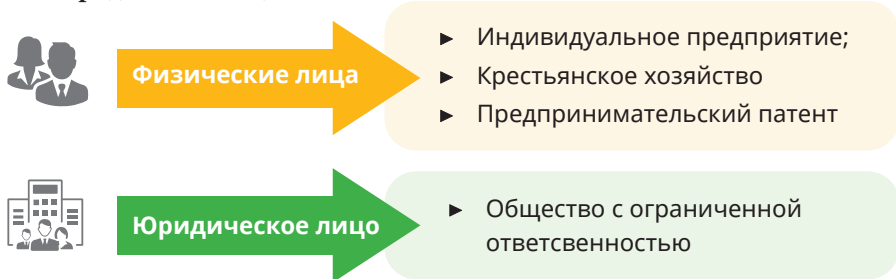 Физические лица
► Индивидуальное предприятие;
► Крестьянское хозяйство
► Предпринимательский патент
Юридическое лицо
► Общество с ограниченной
ответсвенностью